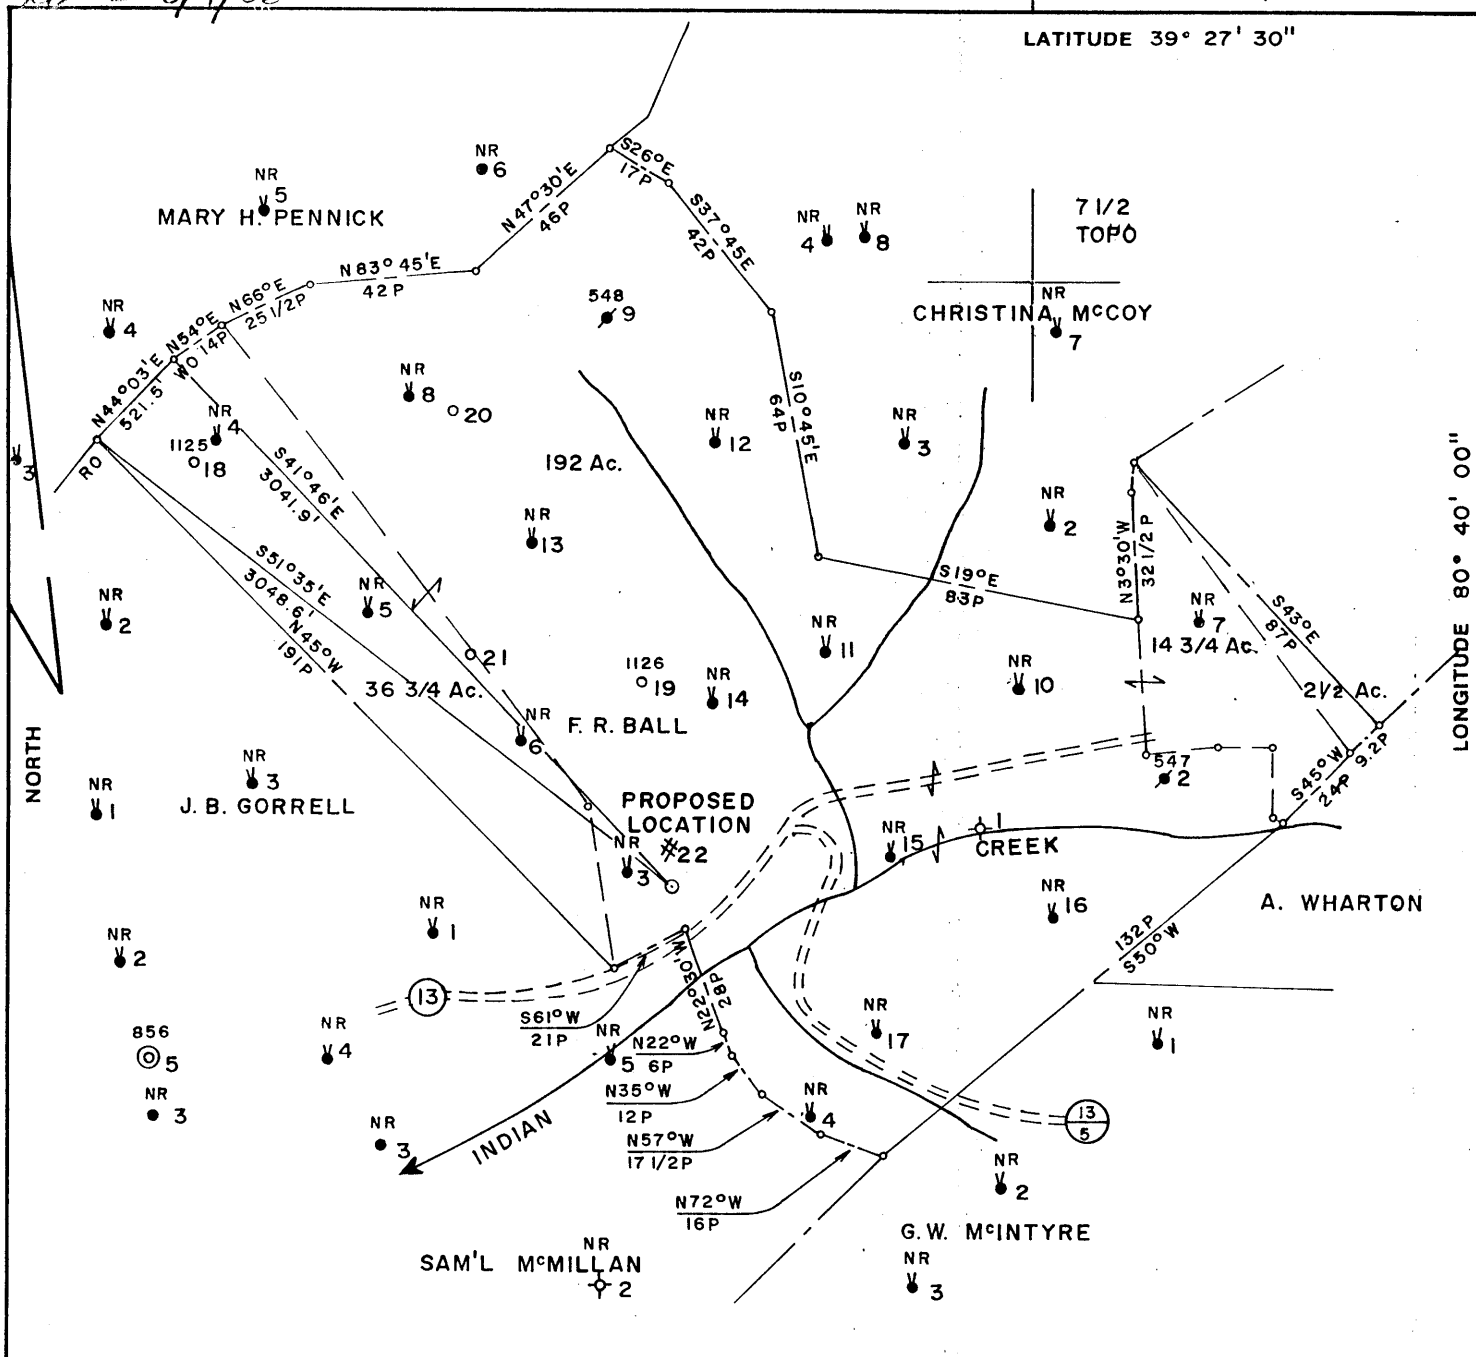 LATITUDE 39° 27' 30"
NR
6
NR
5
MARY H. PENNICK
S26°E
17P
N47°30'E
46P
S37°45E
42P
NR
4
NR
8
7 1/2
TOPO
N 83° 45'E
42P
N66°E
25 1/2P
N54°E
14P
WO
N44°03'E
521.5'
RO
NR
4
548
9
NR
CHRISTINA McCOY
7
NR
8
20
NR
4
1125
18
3
S41°46'E
3041.9'
192 Ac.
NR
12
S10°45'E
64P
NR
3
NR
2
NR
13
N3°30'W
32 1/2 P
S19°E
83P
S43°E
87P
NR
7
14 3/4 Ac.
2 1/2 Ac.
LONGITUDE 80° 40' 00"
S51°35'E
3048.6'
N45°W
191P
NR
5
NR
2
21
36 3/4 Ac.
1126
19
NR
14
NR
11
NR
10
F. R. BALL
NR
6
NORTH
NR
1
NR
3
J. B. GORRELL
PROPOSED
LOCATION
#22
NR
3
547
2
S45°W
24P
9.2P
NR
15
1
CREEK
NR
16
A. WHARTON
132P
S50°W
NR
1
NR
2
13
N22°30'W
28P
S61°W
21P
NR
5
N22°W
6P
N35°W
12P
N57°W
17 1/2P
N72°W
16P
NR
17
NR
1
856
5
NR
3
NR
4
NR
3
INDIAN
NR
4
13
5
NR
2
G.W. McINTYRE
NR
3
SAM'L McMILLAN
NR
2